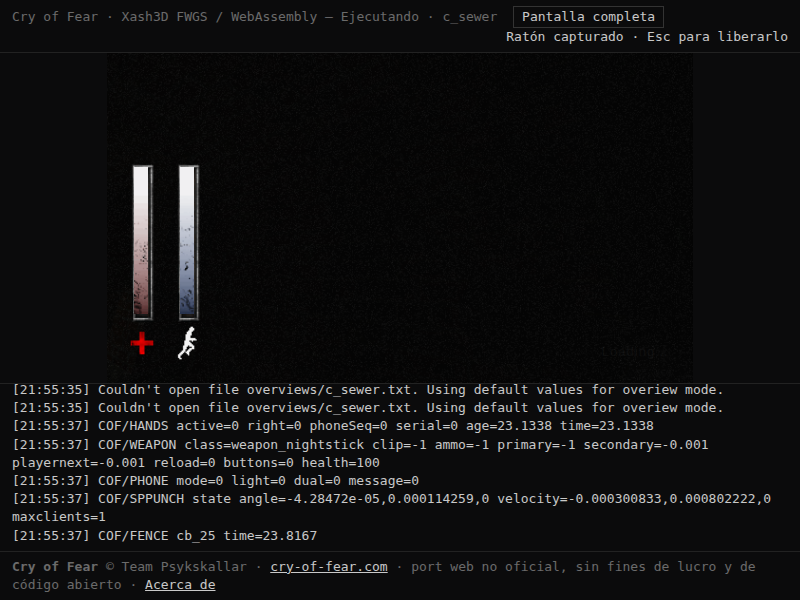 Cry of Fear · Xash3D FWGS / WebAssembly — Ejecutando · c_sewer
Pantalla completa
Ratón capturado · Esc para liberarlo
[21:55:35] Couldn't open file overviews/c_sewer.txt. Using default values for overiew mode.
[21:55:35] Couldn't open file overviews/c_sewer.txt. Using default values for overiew mode.
[21:55:37] COF/HANDS active=0 right=0 phoneSeq=0 serial=0 age=23.1338 time=23.1338
[21:55:37] COF/WEAPON class=weapon_nightstick clip=-1 ammo=-1 primary=-1 secondary=-0.001
playernext=-0.001 reload=0 buttons=0 health=100
[21:55:37] COF/PHONE mode=0 light=0 dual=0 message=0
[21:55:37] COF/SPPUNCH state angle=-4.28472e-05,0.000114259,0 velocity=-0.000300833,0.000802222,0
maxclients=1
[21:55:37] COF/FENCE cb_25 time=23.8167
Cry of Fear © Team Psyskallar · cry-of-fear.com · port web no oficial, sin fines de lucro y de
código abierto · Acerca de